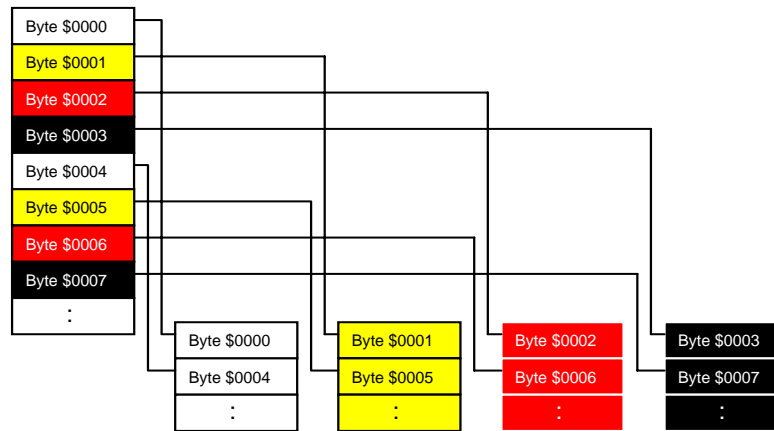 Byte $0000
Byte $0001
Byte $0002
Byte $0003
Byte $0004
Byte $0005
Byte $0006
Byte $0007
:
Byte $0000
Byte $0004
:
Byte $0001
Byte $0005
:
Byte $0002
Byte $0006
:
Byte $0003
Byte $0007
: